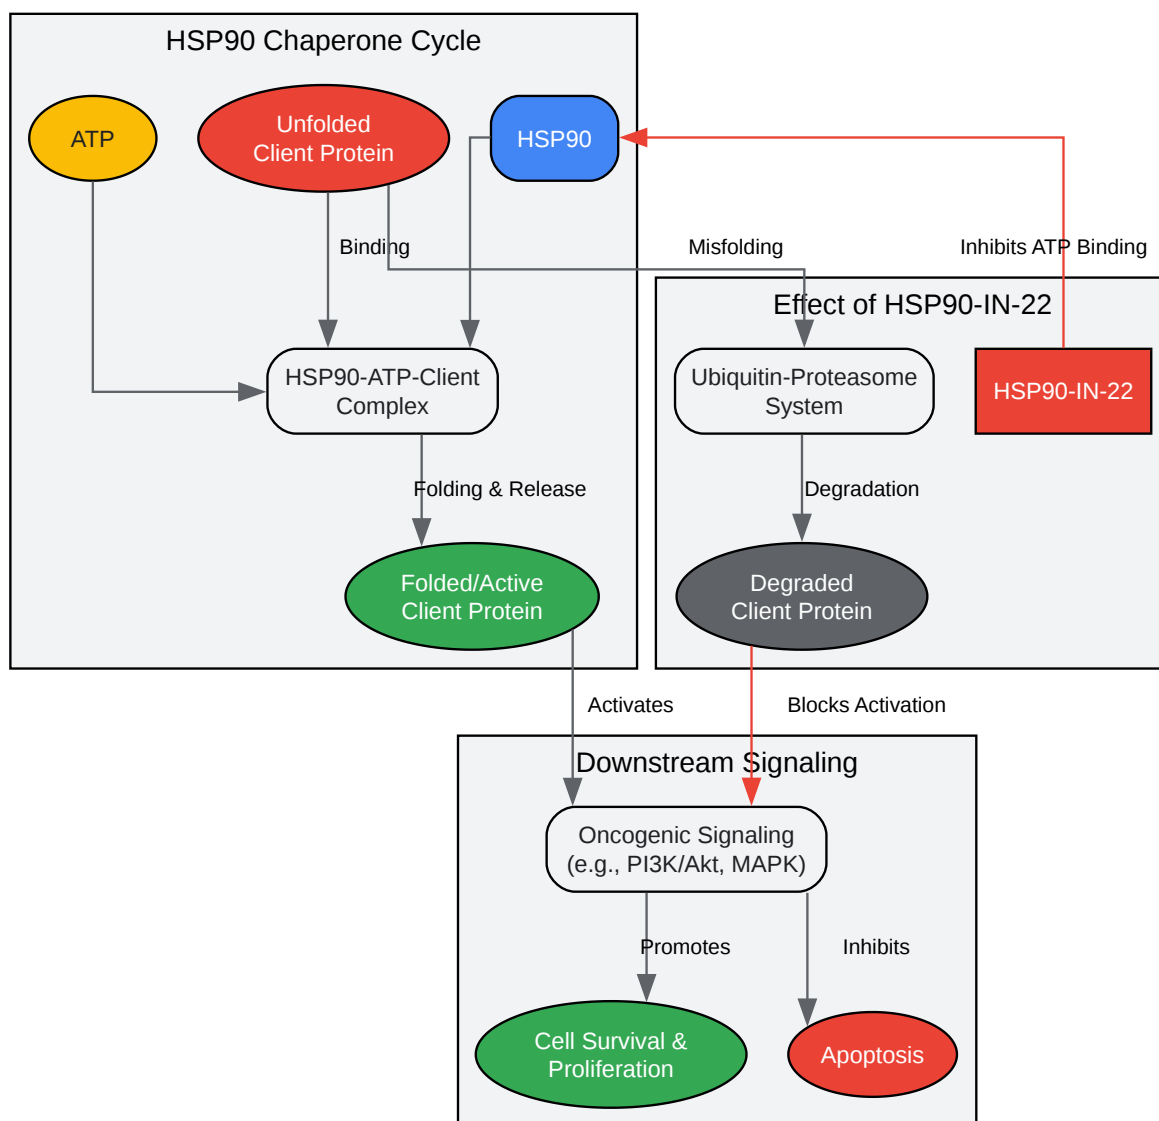 HSP90 Chaperone Cycle
ATP
Unfolded
Client Protein
HSP90
Binding
Misfolding
Inhibits ATP Binding
Effect of HSP90-IN-22
HSP90-ATP-Client
Complex
Ubiquitin-Proteasome
System
HSP90-IN-22
Folding & Release
Degradation
Folded/Active
Client Protein
Degraded
Client Protein
Activates
Blocks Activation
Downstream Signaling
Oncogenic Signaling
(e.g., PI3K/Akt, MAPK)
Promotes
Inhibits
Cell Survival &
Proliferation
Apoptosis